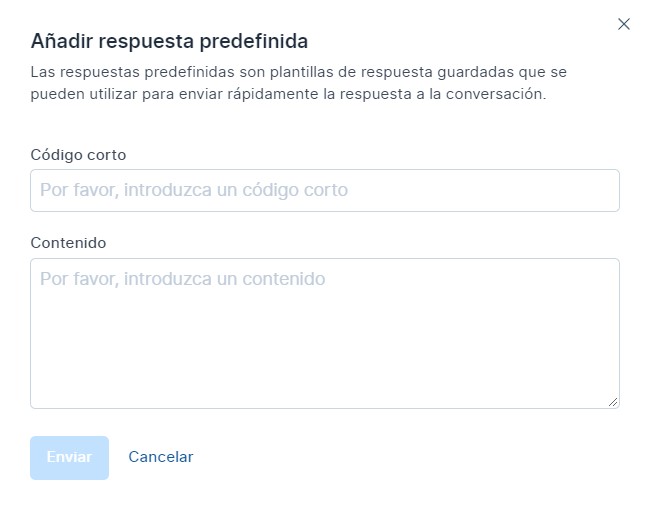 Añadir respuesta predefinida
Las respuestas predefinidas son plantillas de respuesta guardadas que se
pueden utilizar para enviar rápidamente la respuesta a la conversación.
Código corto
Por favor, introduzca un código corto
Contenido
Por favor, introduzca un contenido
Enviar Cancelar